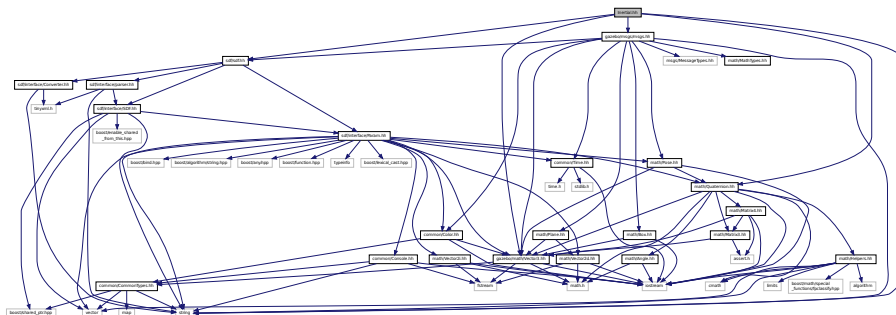 gazebo/msgs/msgs.hh
sdf/sdf.hh
msgs/MessageTypes.hh
math/MathTypes.hh
sdf/interface/Converter.hh
sdf/interface/parser.hh
tinyxml.h
sdf/interface/SDF.hh
boost/enable_shared
_from_this.hpp
sdf/interface/Param.hh
boost/bind.hpp
boost/algorithm/string.hpp
boost/any.hpp
boost/function.hpp
typeinfo
boost/lexical_cast.hpp
common/Time.hh
math/Pose.hh
time.h
stdlib.h
math/Quaternion.hh
math/Matrix4.hh
common/Color.hh
math/Plane.hh
math/Box.hh
math/Matrix3.hh
common/Console.hh
math/Vector2i.hh
gazebo/math/Vector3.hh
math/Vector2d.hh
math/Angle.hh
assert.h
math/Helpers.hh
common/CommonTypes.hh
fstream
math.h
iostream
cmath
limits
boost/math/special
_functions/fpclassify.hpp
algorithm
boost/shared_ptr.hpp
vector
map
string